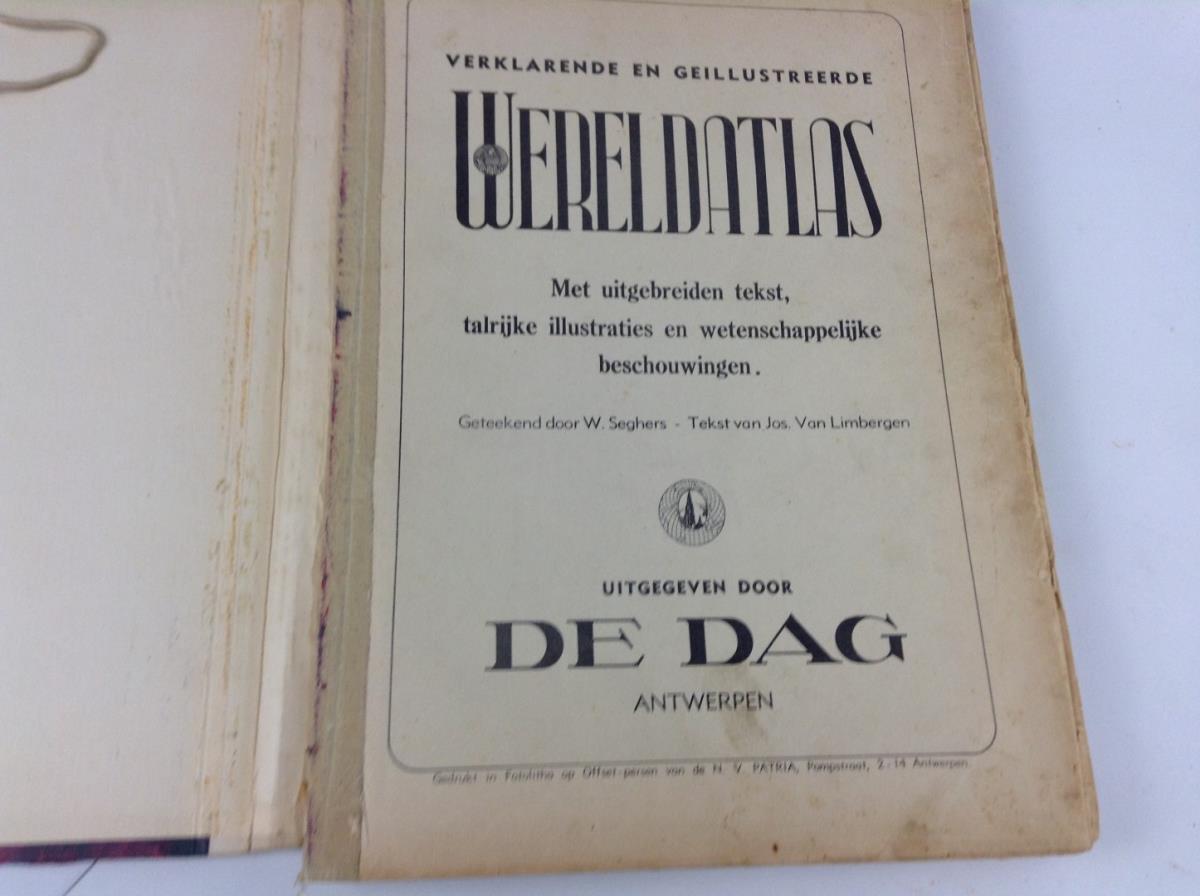 VERKLARENDE EN GEILLUSTREERDE
WERELDATLAS
Met uitgebreiden tekst,
talrijke illustraties en wetenschappelijke
beschouwingen.
Geteekend door W. Seghers - Tekst van Jos. Van Limbergen
UITGEGEVEN DOOR
DE DAG
ANTWERPEN
Gedrukt in Fotolitho op Offset-persen van de N. V. PATRIA, Pompstraat, 2-14 Antwerpen.